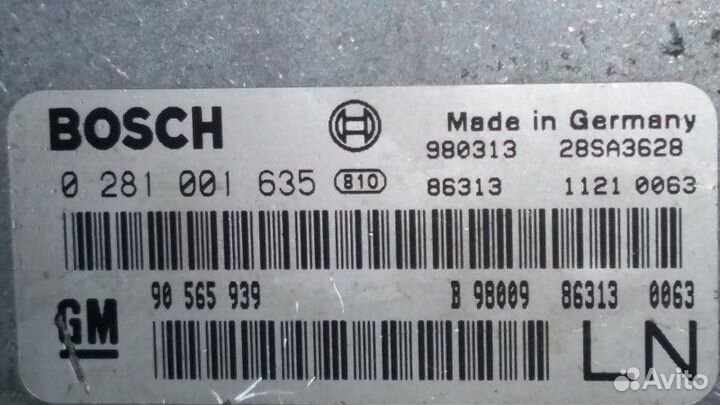 BOSCH Made in Germany
980313 28SA3628
0 281 001 635 810 86313 1121 0063
90 565 939 B 98009 86313 0063
GM
LN
Avito